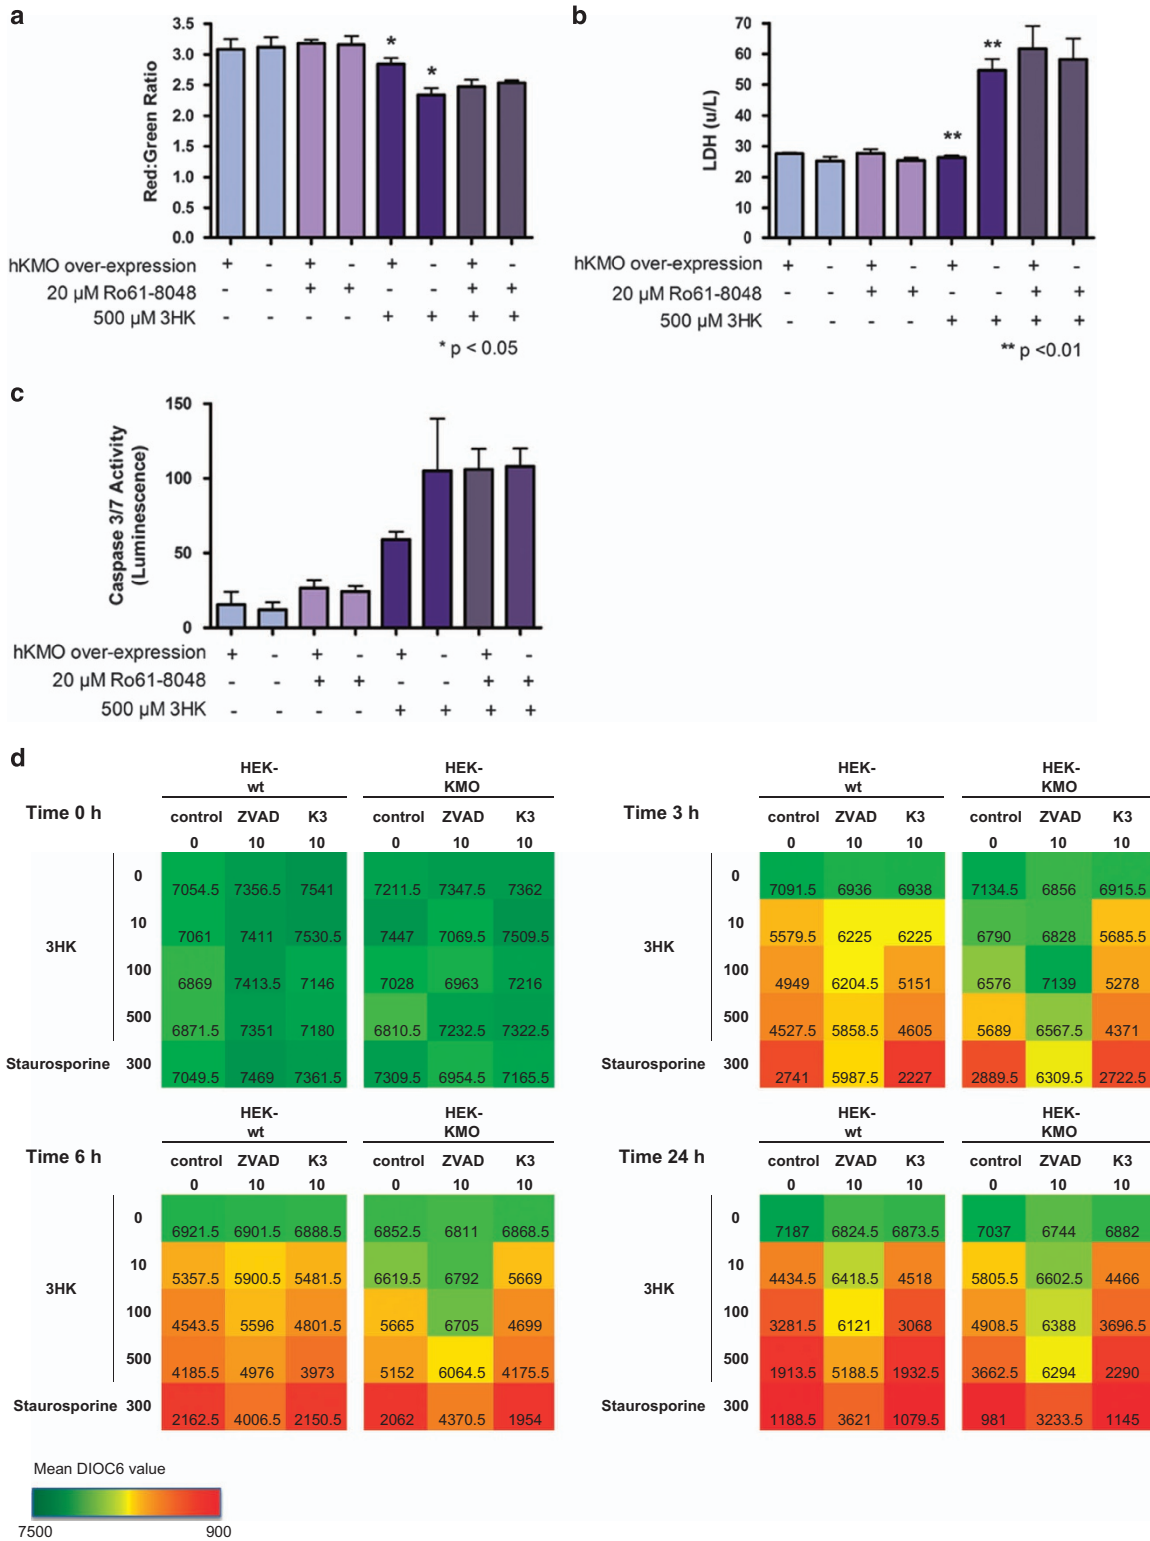 a
3.5
3.0
2.5
2.0
1.5
1.0
0.5
0.0
Red:Green Ratio
* *
hKMO over-expression + - + - + - + -
20 µM Ro61-8048 - - + + - - + +
500 µM 3HK - - - - + + + +
* p < 0.05
b
70
60
50
40
30
20
10
0
LDH (u/L)
** **
hKMO over-expression + - + - + - + -
20 µM Ro61-8048 - - + + - - + +
500 µM 3HK - - - - + + + +
** p <0.01
c
150
100
50
0
Caspase 3/7 Activity
(Luminescence)
hKMO over-expression + - + - + - + -
20 µM Ro61-8048 - - + + - - + +
500 µM 3HK - - - - + + + +
d
Time 0 h
HEK- HEK-
wt KMO
control ZVAD K3 control ZVAD K3
0 10 10 0 10 10
0 7054.5 7356.5 7541 7211.5 7347.5 7362
10 7061 7411 7530.5 7447 7069.5 7509.5
3HK
100 6869 7413.5 7146 7028 6963 7216
500 6871.5 7351 7180 6810.5 7232.5 7322.5
Staurosporine 300 7049.5 7469 7361.5 7309.5 6954.5 7165.5
Time 3 h
HEK- HEK-
wt KMO
control ZVAD K3 control ZVAD K3
0 10 10 0 10 10
0 7091.5 6936 6938 7134.5 6856 6915.5
10 5579.5 6225 6225 6790 6828 5685.5
3HK
100 4949 6204.5 5151 6576 7139 5278
500 4527.5 5858.5 4605 5689 6567.5 4371
Staurosporine 300 2741 5987.5 2227 2889.5 6309.5 2722.5
Time 6 h
HEK- HEK-
wt KMO
control ZVAD K3 control ZVAD K3
0 10 10 0 10 10
0 6921.5 6901.5 6888.5 6852.5 6811 6868.5
10 5357.5 5900.5 5481.5 6619.5 6792 5669
3HK
100 4543.5 5596 4801.5 5665 6705 4699
500 4185.5 4976 3973 5152 6064.5 4175.5
Staurosporine 300 2162.5 4006.5 2150.5 2062 4370.5 1954
Time 24 h
HEK- HEK-
wt KMO
control ZVAD K3 control ZVAD K3
0 10 10 0 10 10
0 7187 6824.5 6873.5 7037 6744 6882
10 4434.5 6418.5 4518 5805.5 6602.5 4466
3HK
100 3281.5 6121 3068 4908.5 6388 3696.5
500 1913.5 5188.5 1932.5 3662.5 6294 2290
Staurosporine 300 1188.5 3621 1079.5 981 3233.5 1145
Mean DIOC6 value
7500 900